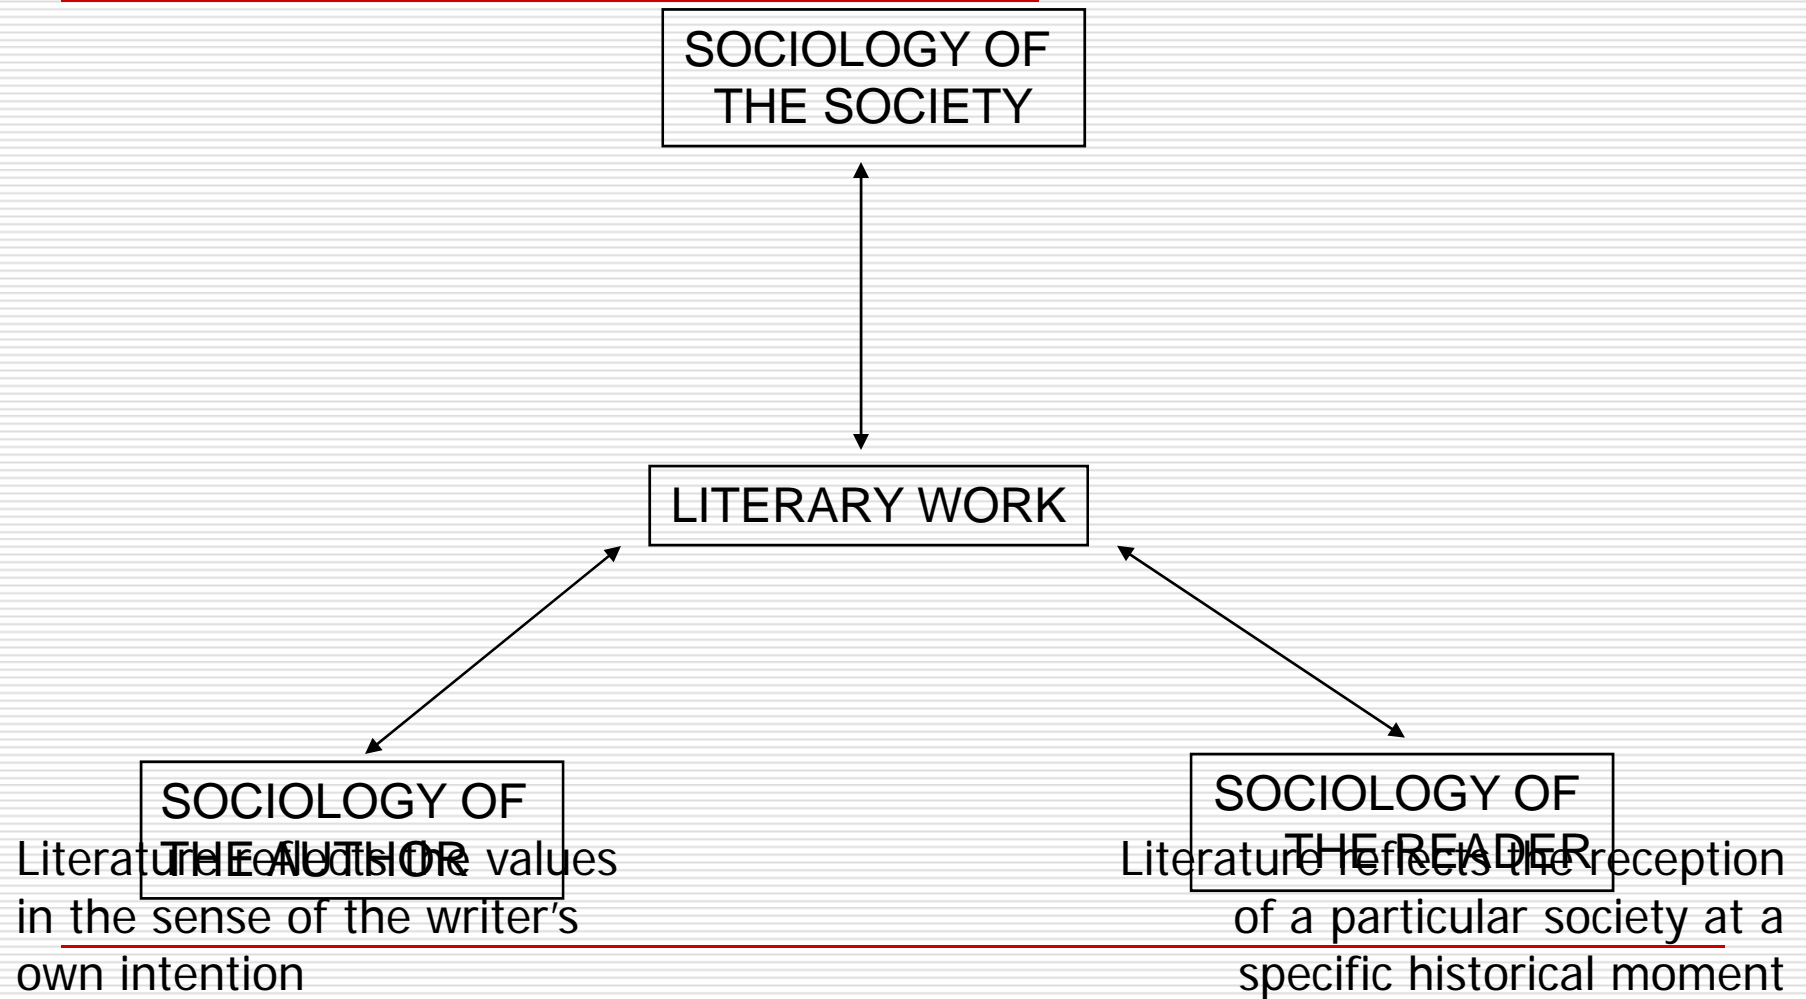 SOCIOLOGY OF
THE SOCIETY
LITERARY WORK
SOCIOLOGY OF
THE AUTHOR
Literature reflects the values
in the sense of the writer’s
own intention
SOCIOLOGY OF
THE READER
Literature reflects the reception
of a particular society at a
specific historical moment